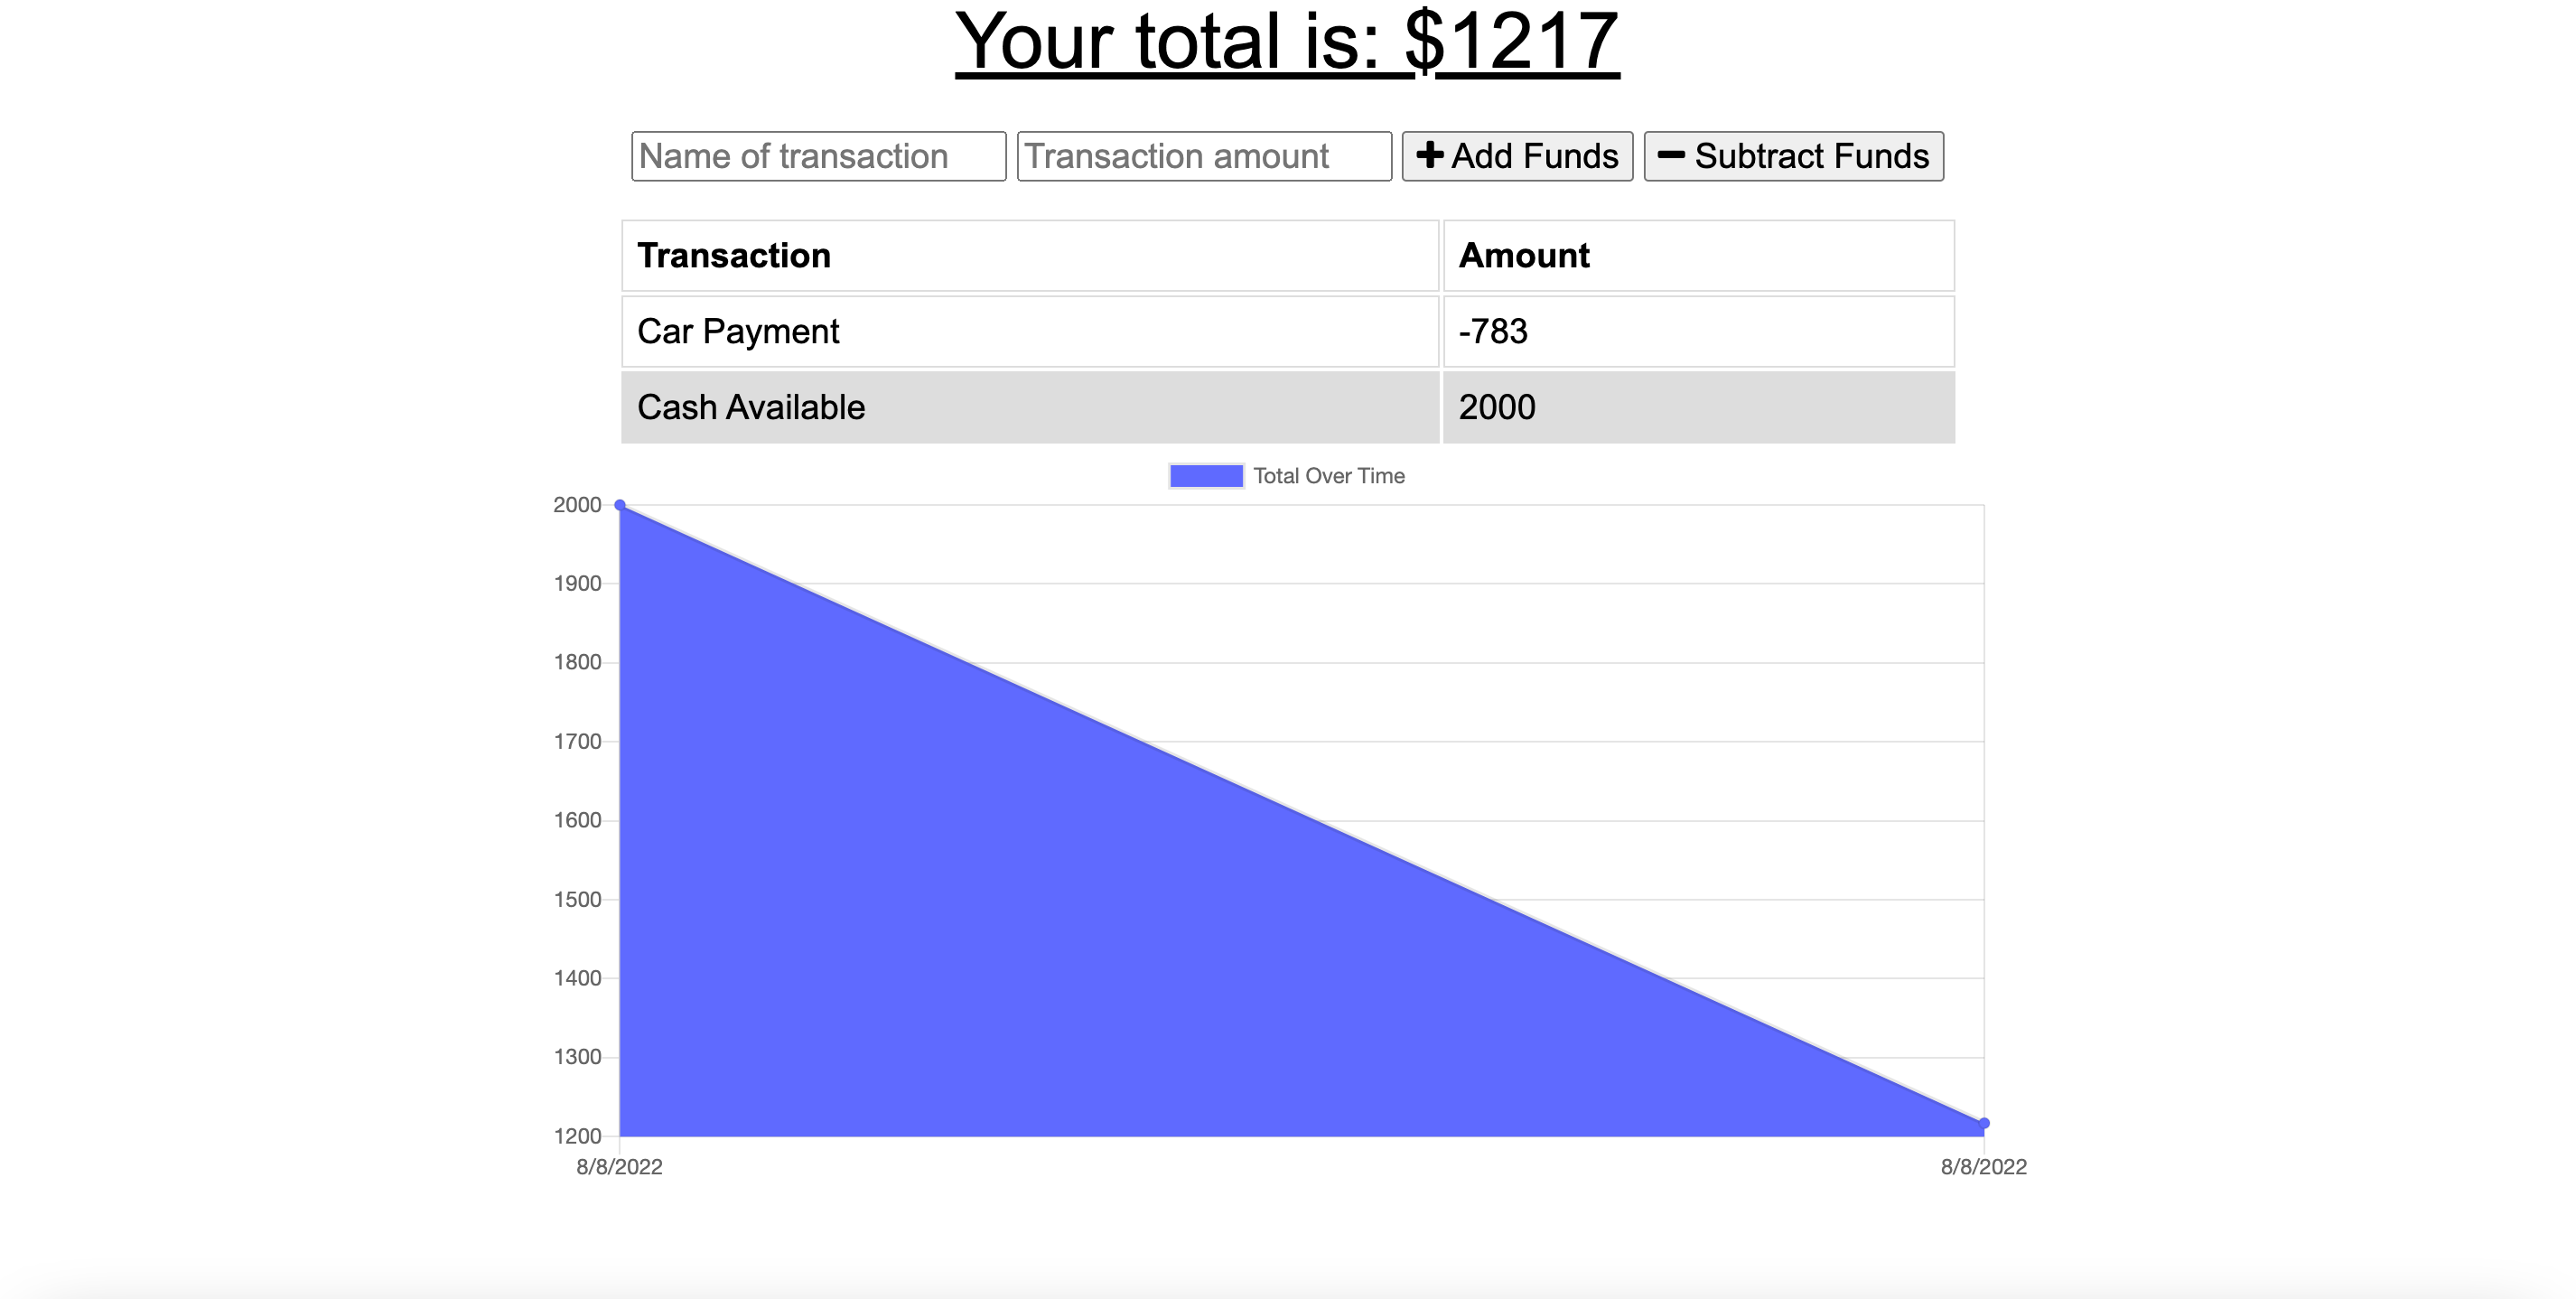 Your total is: $1217
Name of transaction Transaction amount + Add Funds − Subtract Funds
Transaction Amount
Car Payment -783
Cash Available 2000
Total Over Time
2000
1900
1800
1700
1600
1500
1400
1300
1200
8/8/2022 8/8/2022